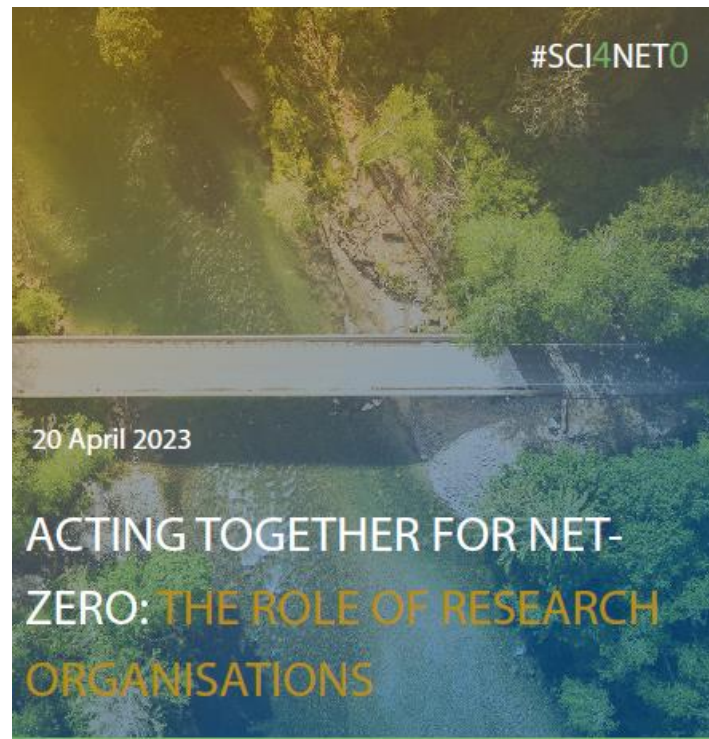 #SCI4NET0
20 April 2023
ACTING TOGETHER FOR NET-
ZERO: THE ROLE OF RESEARCH
ORGANISATIONS